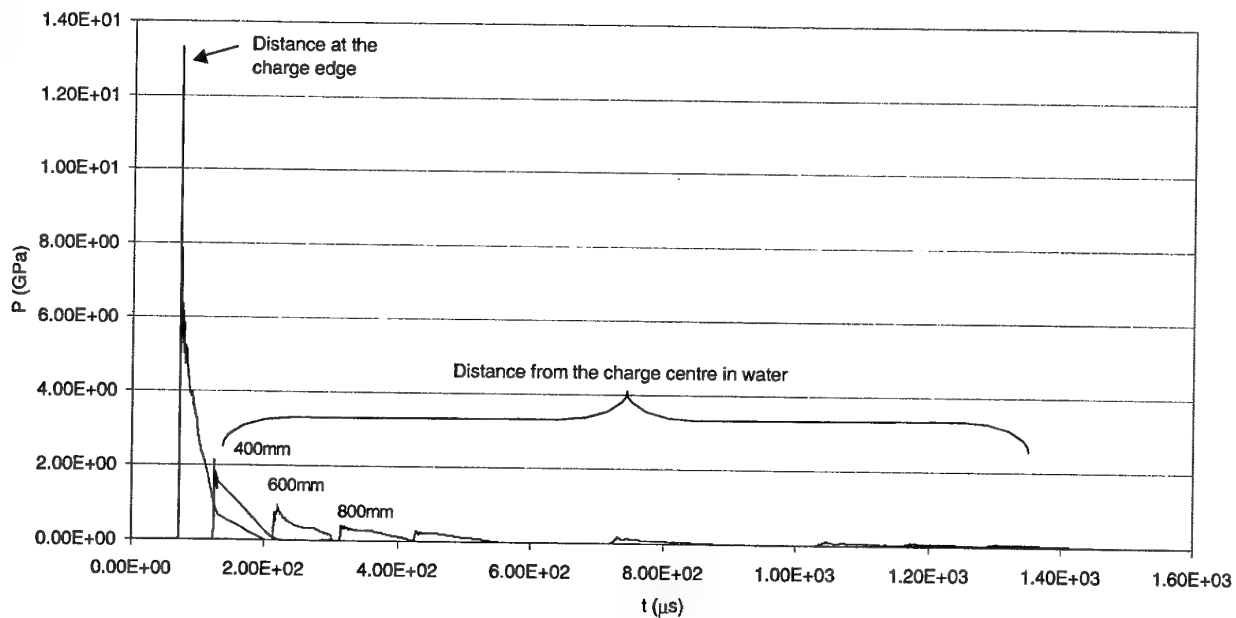 1.40E+01
Distance at the
charge edge
1.20E+01
1.00E+01
8.00E+00
P (GPa)
6.00E+00
4.00E+00
Distance from the charge centre in water
2.00E+00
400mm
600mm
800mm
0.00E+00
0.00E+00 2.00E+02 4.00E+02 6.00E+02 8.00E+02 1.00E+03 1.20E+03 1.40E+03 1.60E+03
t (μs)